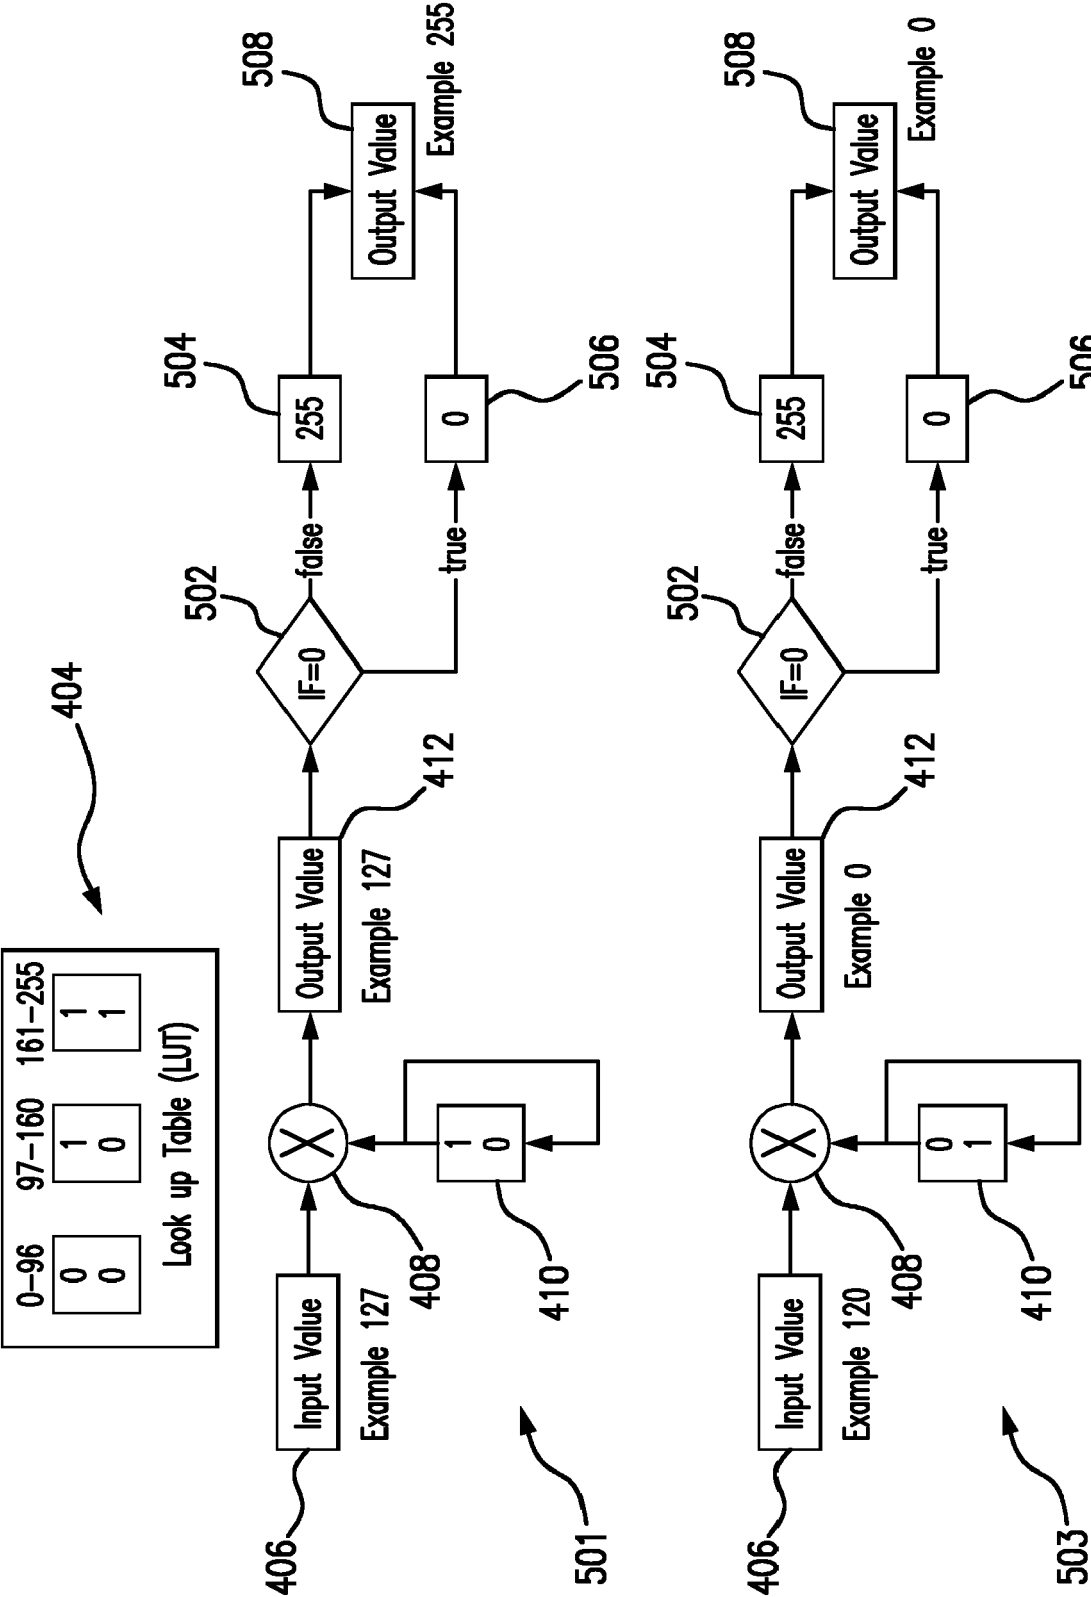 404
0-96 97-160 161-255
0 1 1
0 0 1
Look up Table (LUT)
406
Input Value
Example 127
408
1
0
410
Output Value
Example 127
412
IF=0
502
false
true
255
504
0
506
Output Value
Example 255
508
501
406
Input Value
Example 120
408
0
1
410
Output Value
Example 0
412
IF=0
502
false
true
255
504
0
506
Output Value
Example 0
508
503